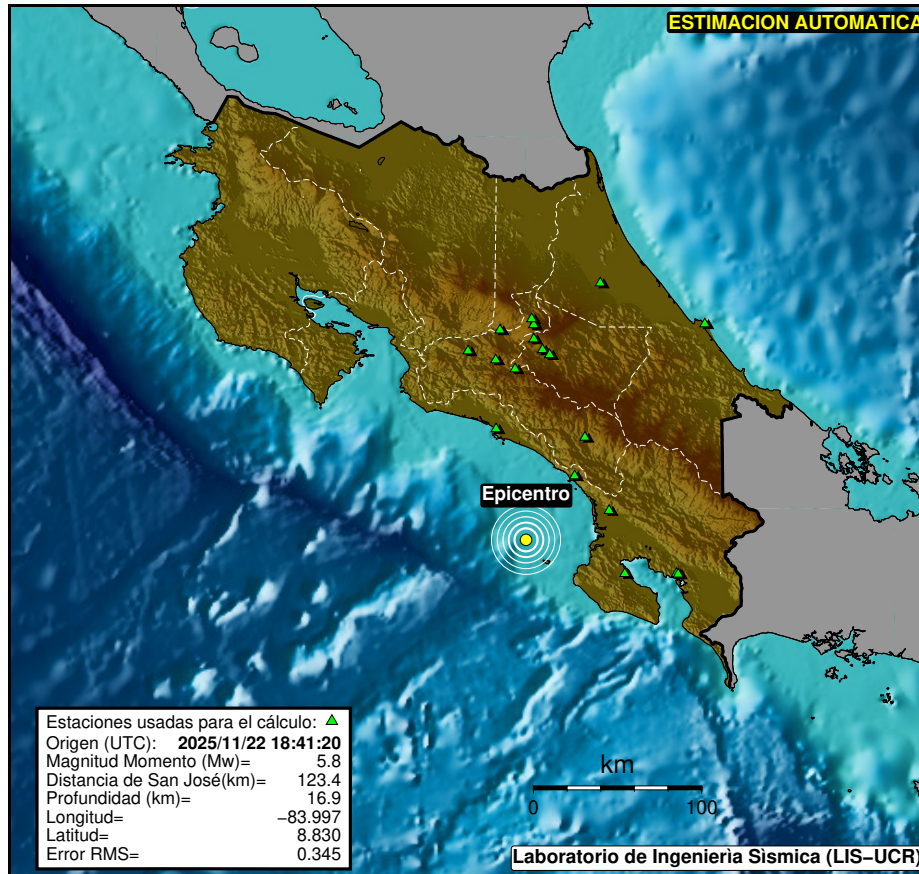 ESTIMACION AUTOMATICA
Epicentro
Estaciones usadas para el cálculo:
Origen (UTC): 2025/11/22 18:41:20
Magnitud Momento (Mw)= 5.8
Distancia de San José(km)= 123.4
Profundidad (km)= 16.9
Longitud= −83.997
Latitud= 8.830
Error RMS= 0.345
km
0 100
Laboratorio de Ingenierìa Sìsmica (LIS−UCR)